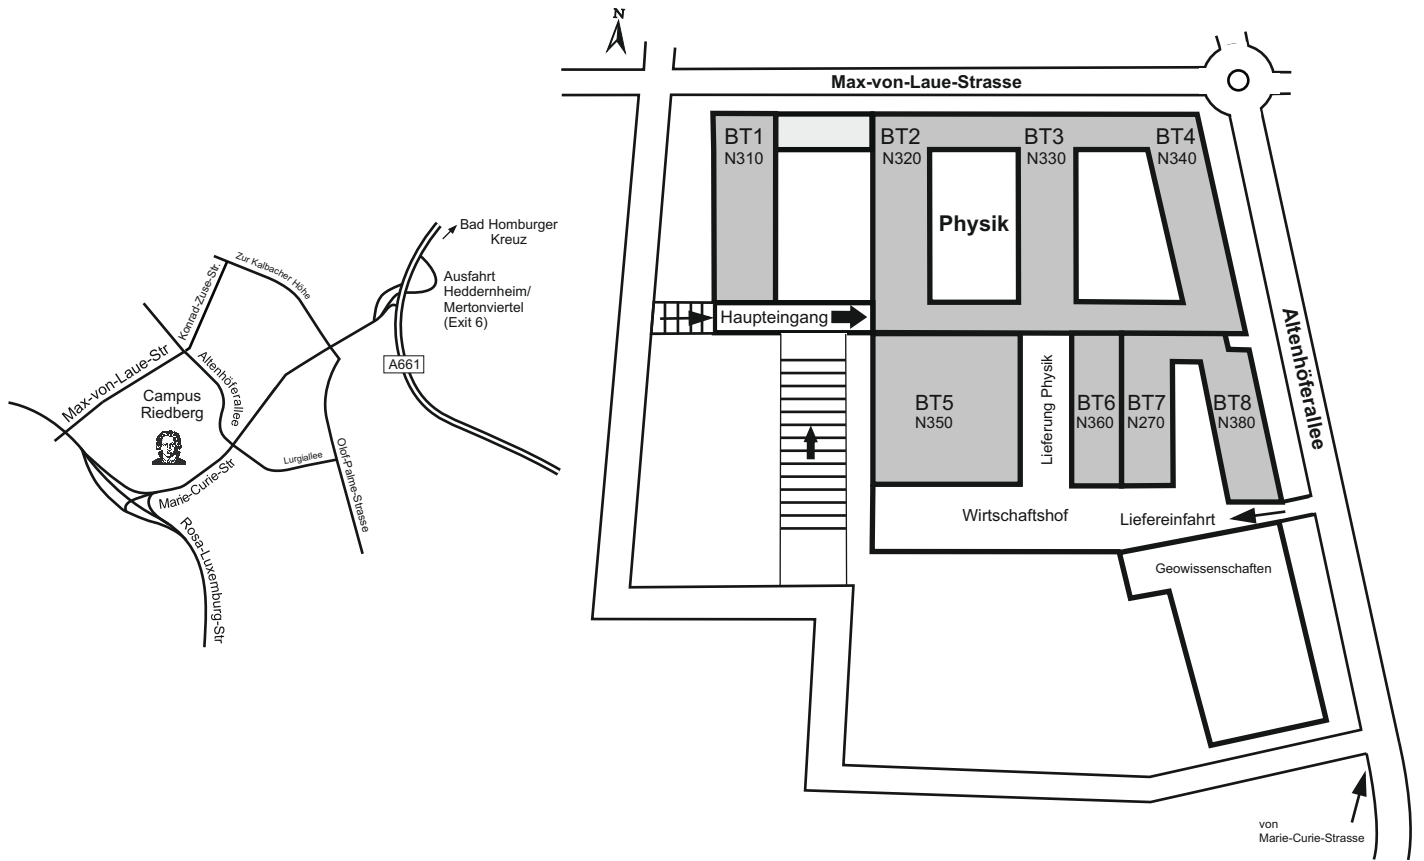 N
Max-von-Laue-Strasse
BT1
N310
BT2
N320
BT3
N330
BT4
N340
Physik
Haupteingang
Altenhöferallee
BT5
N350
Lieferung Physik
BT6
N360
BT7
N270
BT8
N380
Wirtschaftshof
Liefereinfahrt
Geowissenschaften
von
Marie-Curie-Strasse
Bad Homburger
Kreuz
Ausfahrt
Heddernheim/
Mertonviertel
(Exit 6)
A661
Zur Kalbacher Höhe
Konrad-Zuse-Str.
Max-von-Laue-Str
Altenhöferallee
Campus
Riedberg
Lurgiallee
Olof-Palme-Strasse
Marie-Curie-Str
Rosa-Luxemburg-Str